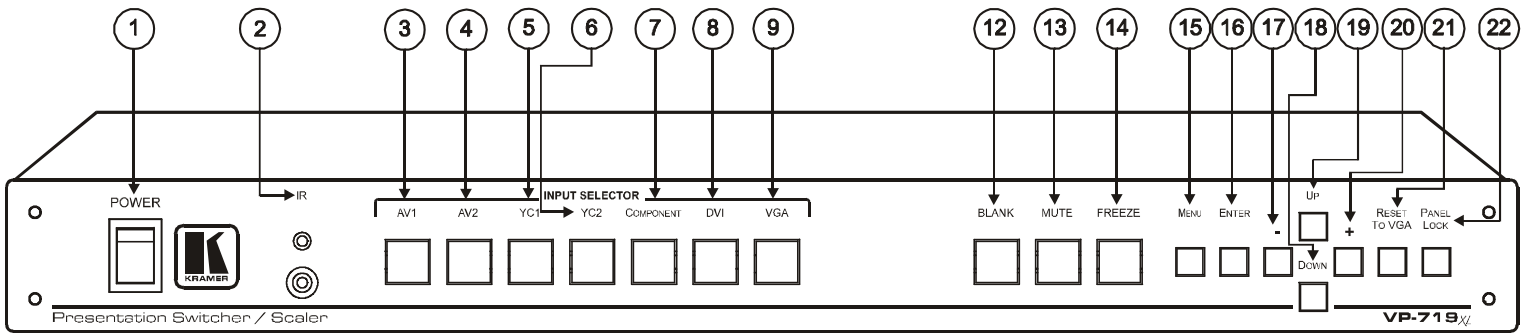 1 2 3 4 5 6 7 8 9 12 13 14 15 16 17 18 19 20 21 22
POWER
IR
INPUT SELECTOR
AV1 AV2 YC1 YC2 COMPONENT DVI VGA
BLANK MUTE FREEZE
MENU ENTER - UP DOWN + RESET TO VGA PANEL LOCK
K
KRAMER
Presentation Switcher / Scaler
VP-719XL